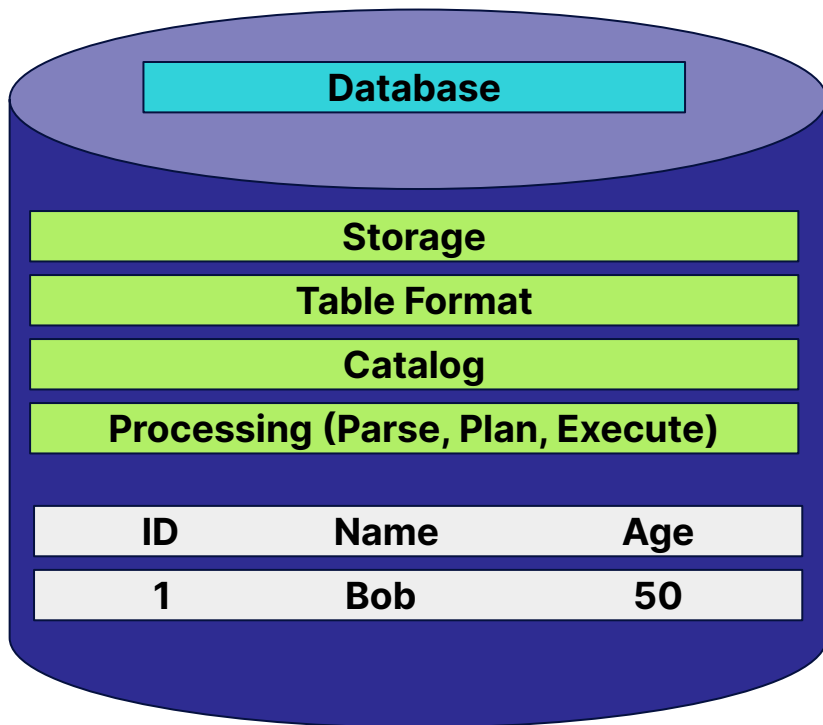 Database
Storage
Table Format
Catalog
Processing (Parse, Plan, Execute)
ID Name Age
1 Bob 50